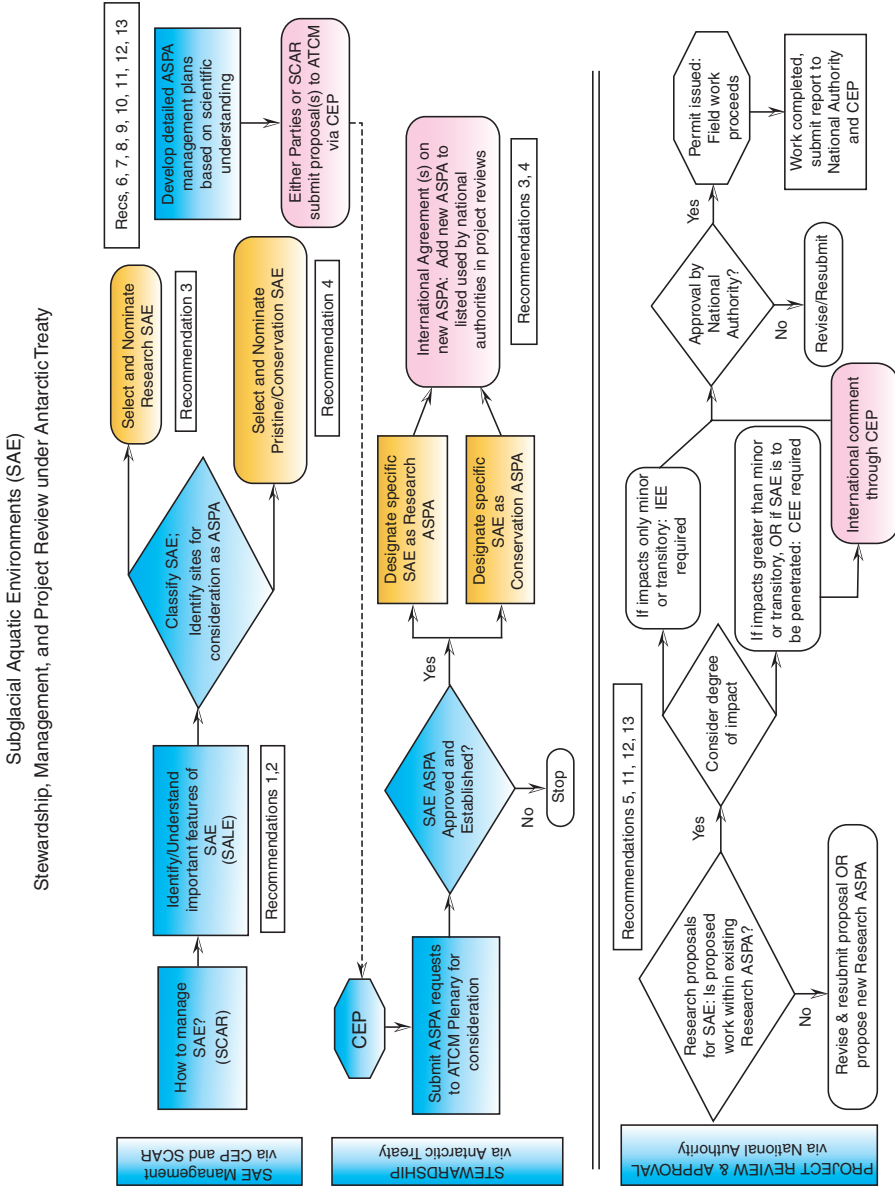 Subglacial Aquatic Environments (SAE)
Stewardship, Management, and Project Review under Antarctic Treaty
SAE Management
via CEP and SCAR
How to manage
SAE?
(SCAR)
Identify/Understand
important features of
SAE
(SALE)
Recommendations 1,2
Classify SAE;
Identify sites for
consideration as ASPA
Select and Nominate
Research SAE
Recommendation 3
Select and Nominate
Pristine/Conservation SAE
Recommendation 4
Recs, 6, 7, 8, 9, 10, 11, 12, 13
Develop detailed ASPA
management plans
based on scientific
understanding
Either Parties or SCAR
submit proposal(s) to ATCM
via CEP
STEWARDSHIP
via Antarctic Treaty
CEP
Submit ASPA requests
to ATCM Plenary for
consideration
SAE ASPA
Approved and
Established?
No
Stop
Yes
Designate specific
SAE as Research
ASPA
Designate specific
SAE as
Conservation ASPA
International Agreement (s) on
new ASPA: Add new ASPA to
listed used by national
authorities in project reviews
Recommendations 3, 4
PROJECT REVIEW & APPROVAL
via National Authority
Recommendations 5, 11, 12, 13
Research proposals
for SAE: Is proposed
work within existing
Research ASPA?
No
Revise & resubmit proposal OR
propose new Research ASPA
Yes
Consider degree
of impact
If impacts only minor
or transitory: IEE
required
If impacts greater than minor
or transitory, OR if SAE is to
be penetrated: CEE required
International comment
through CEP
Approval by
National
Authority?
No
Revise/Resubmit
Yes
Permit issued:
Field work
proceeds
Work completed,
submit report to
National Authority
and CEP